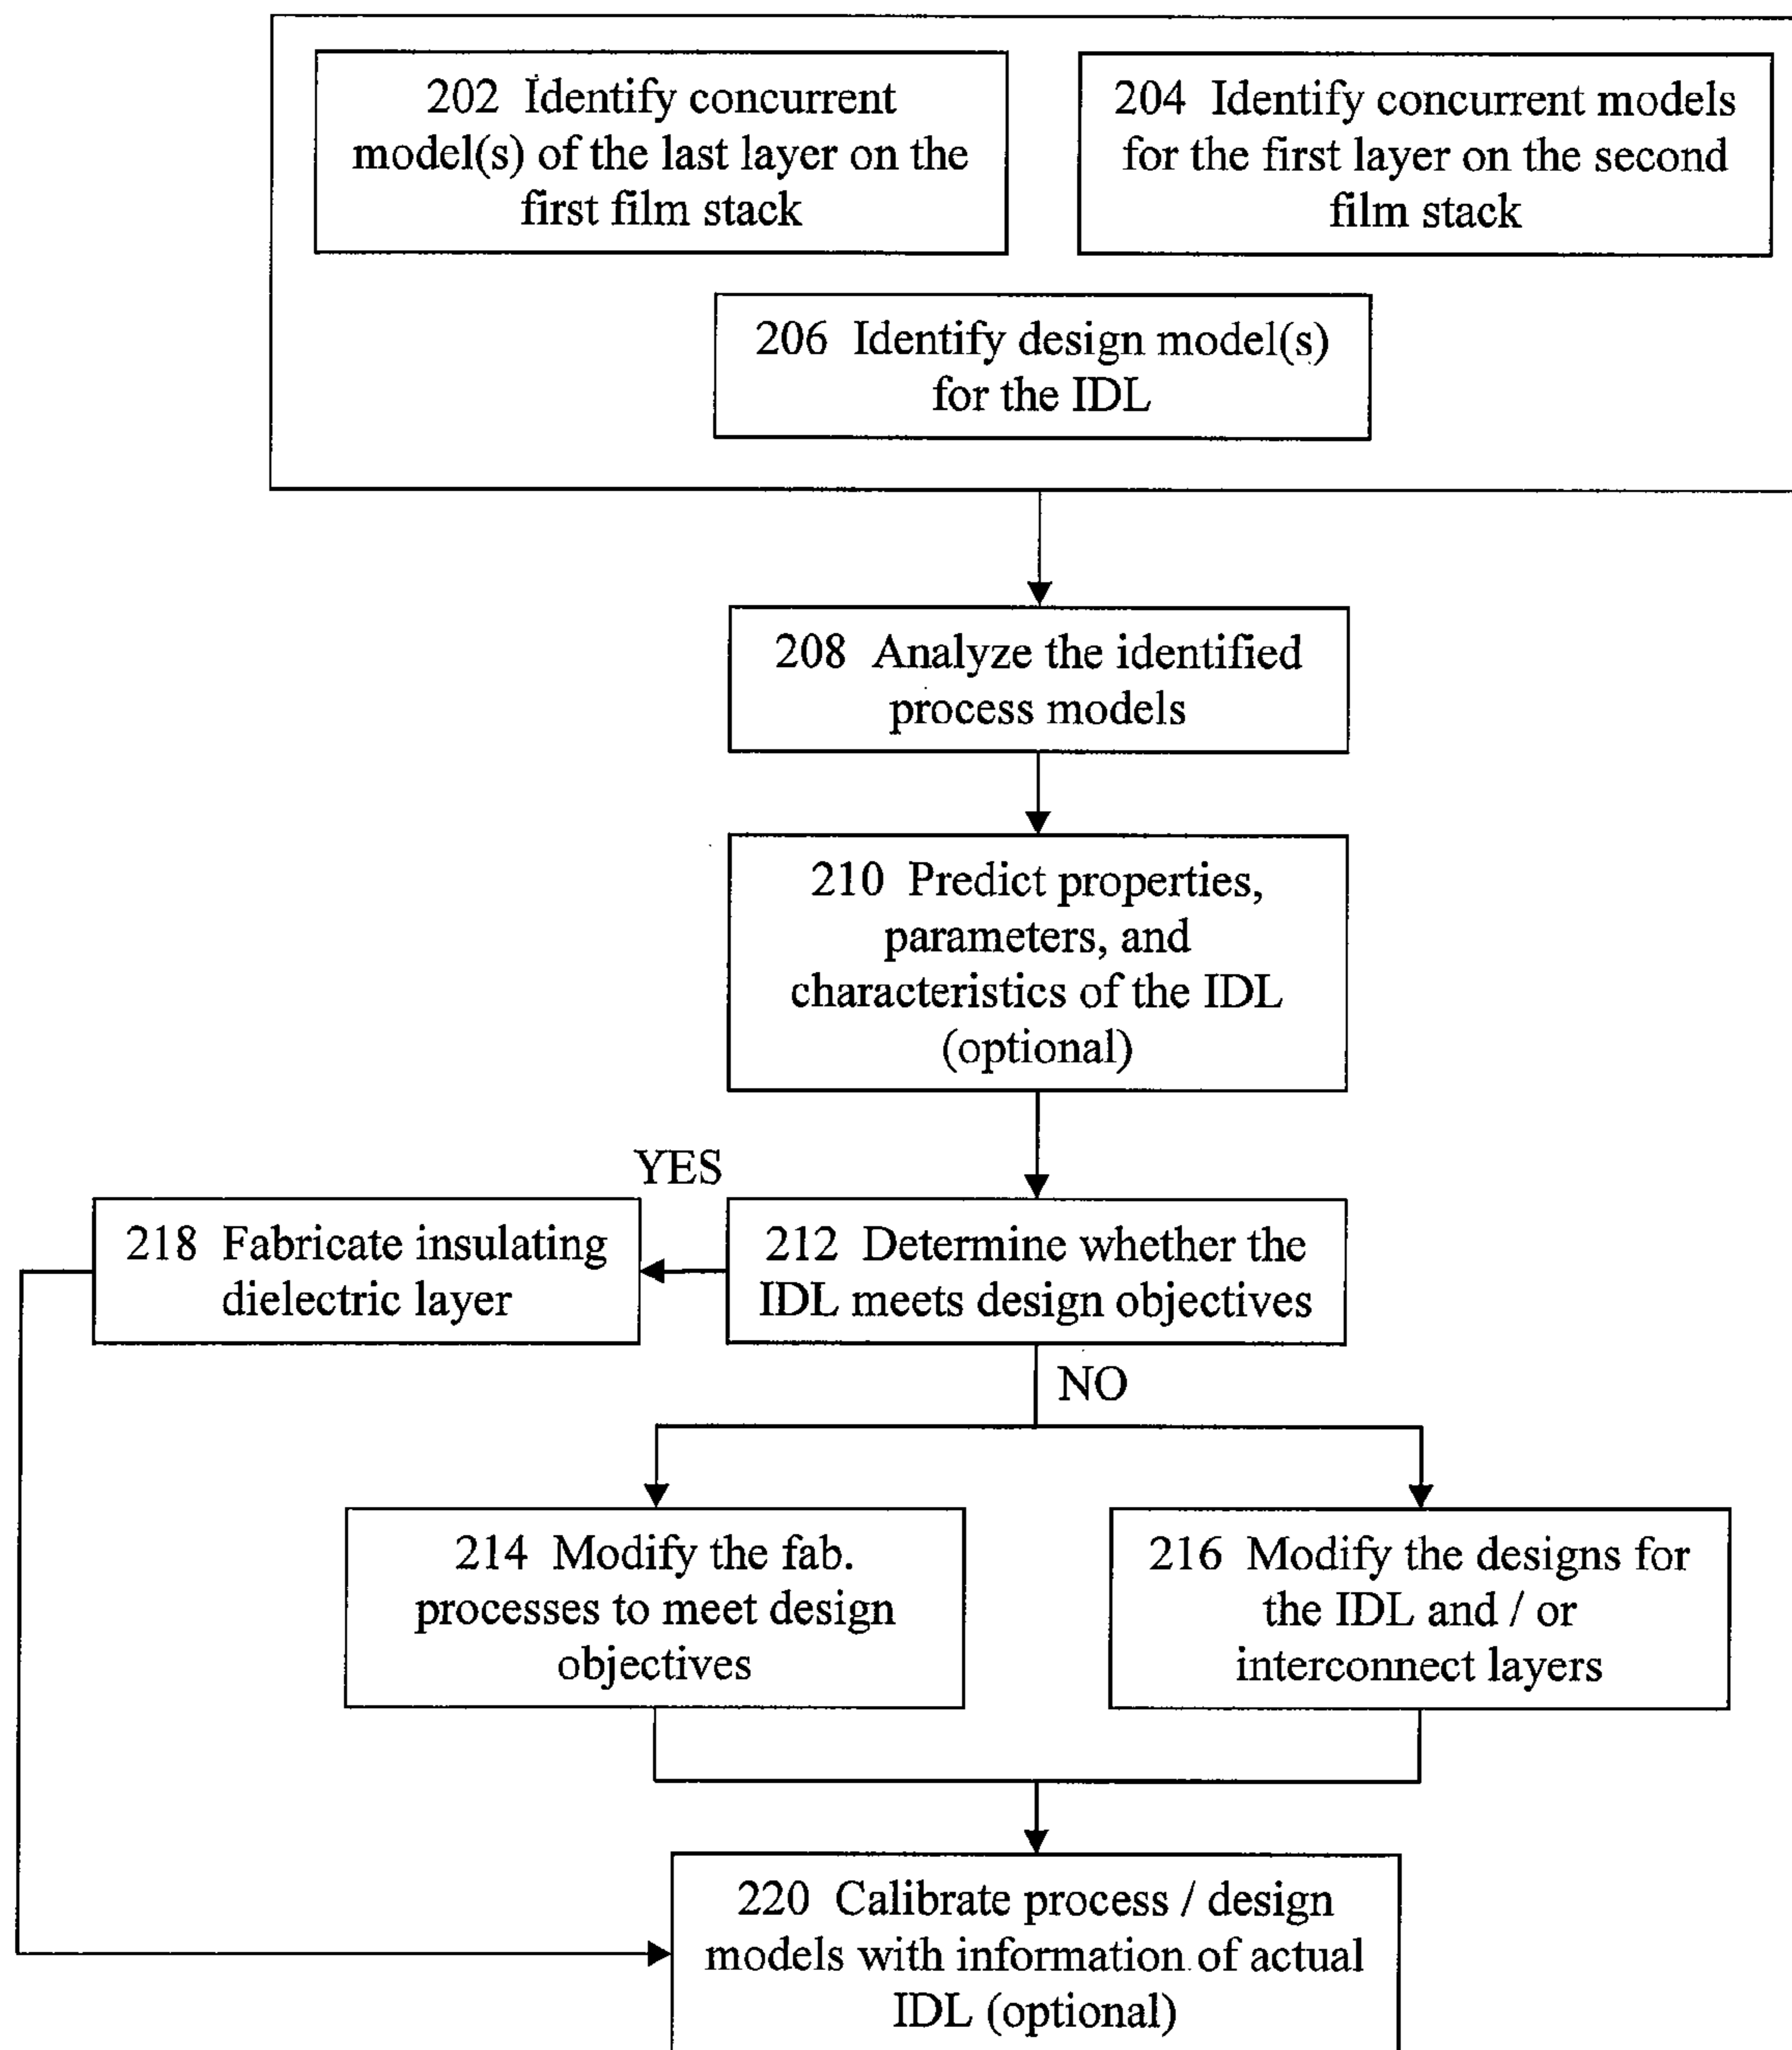 202 Identify concurrent
model(s) of the last layer on the
first film stack
204 Identify concurrent models
for the first layer on the second
film stack
206 Identify design model(s)
for the IDL
208 Analyze the identified
process models
210 Predict properties,
parameters, and
characteristics of the IDL
(optional)
YES
218 Fabricate insulating
dielectric layer
212 Determine whether the
IDL meets design objectives
NO
214 Modify the fab.
processes to meet design
objectives
216 Modify the designs for
the IDL and / or
interconnect layers
220 Calibrate process / design
models with information of actual
IDL (optional)